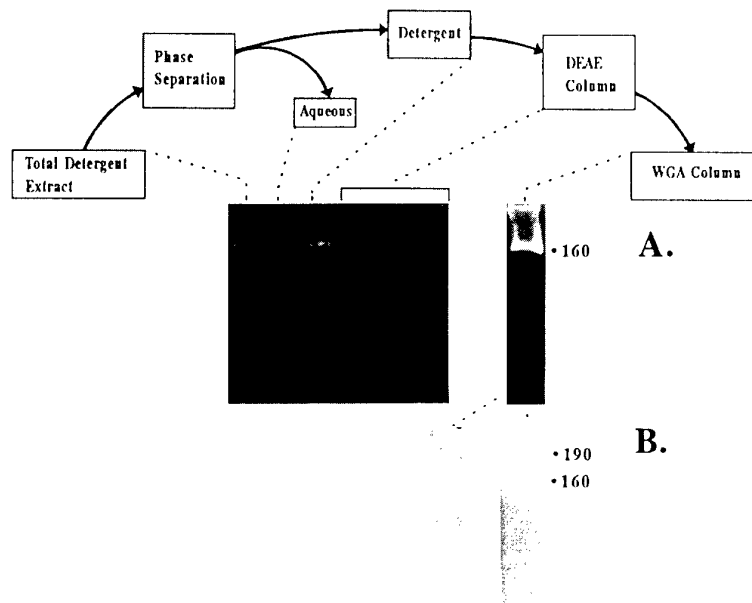 Phase
Separation
Detergent
DEAE
Column
Aqueous
Total Detergent
Extract
WGA Column
•160
A.
B.
•190
•160